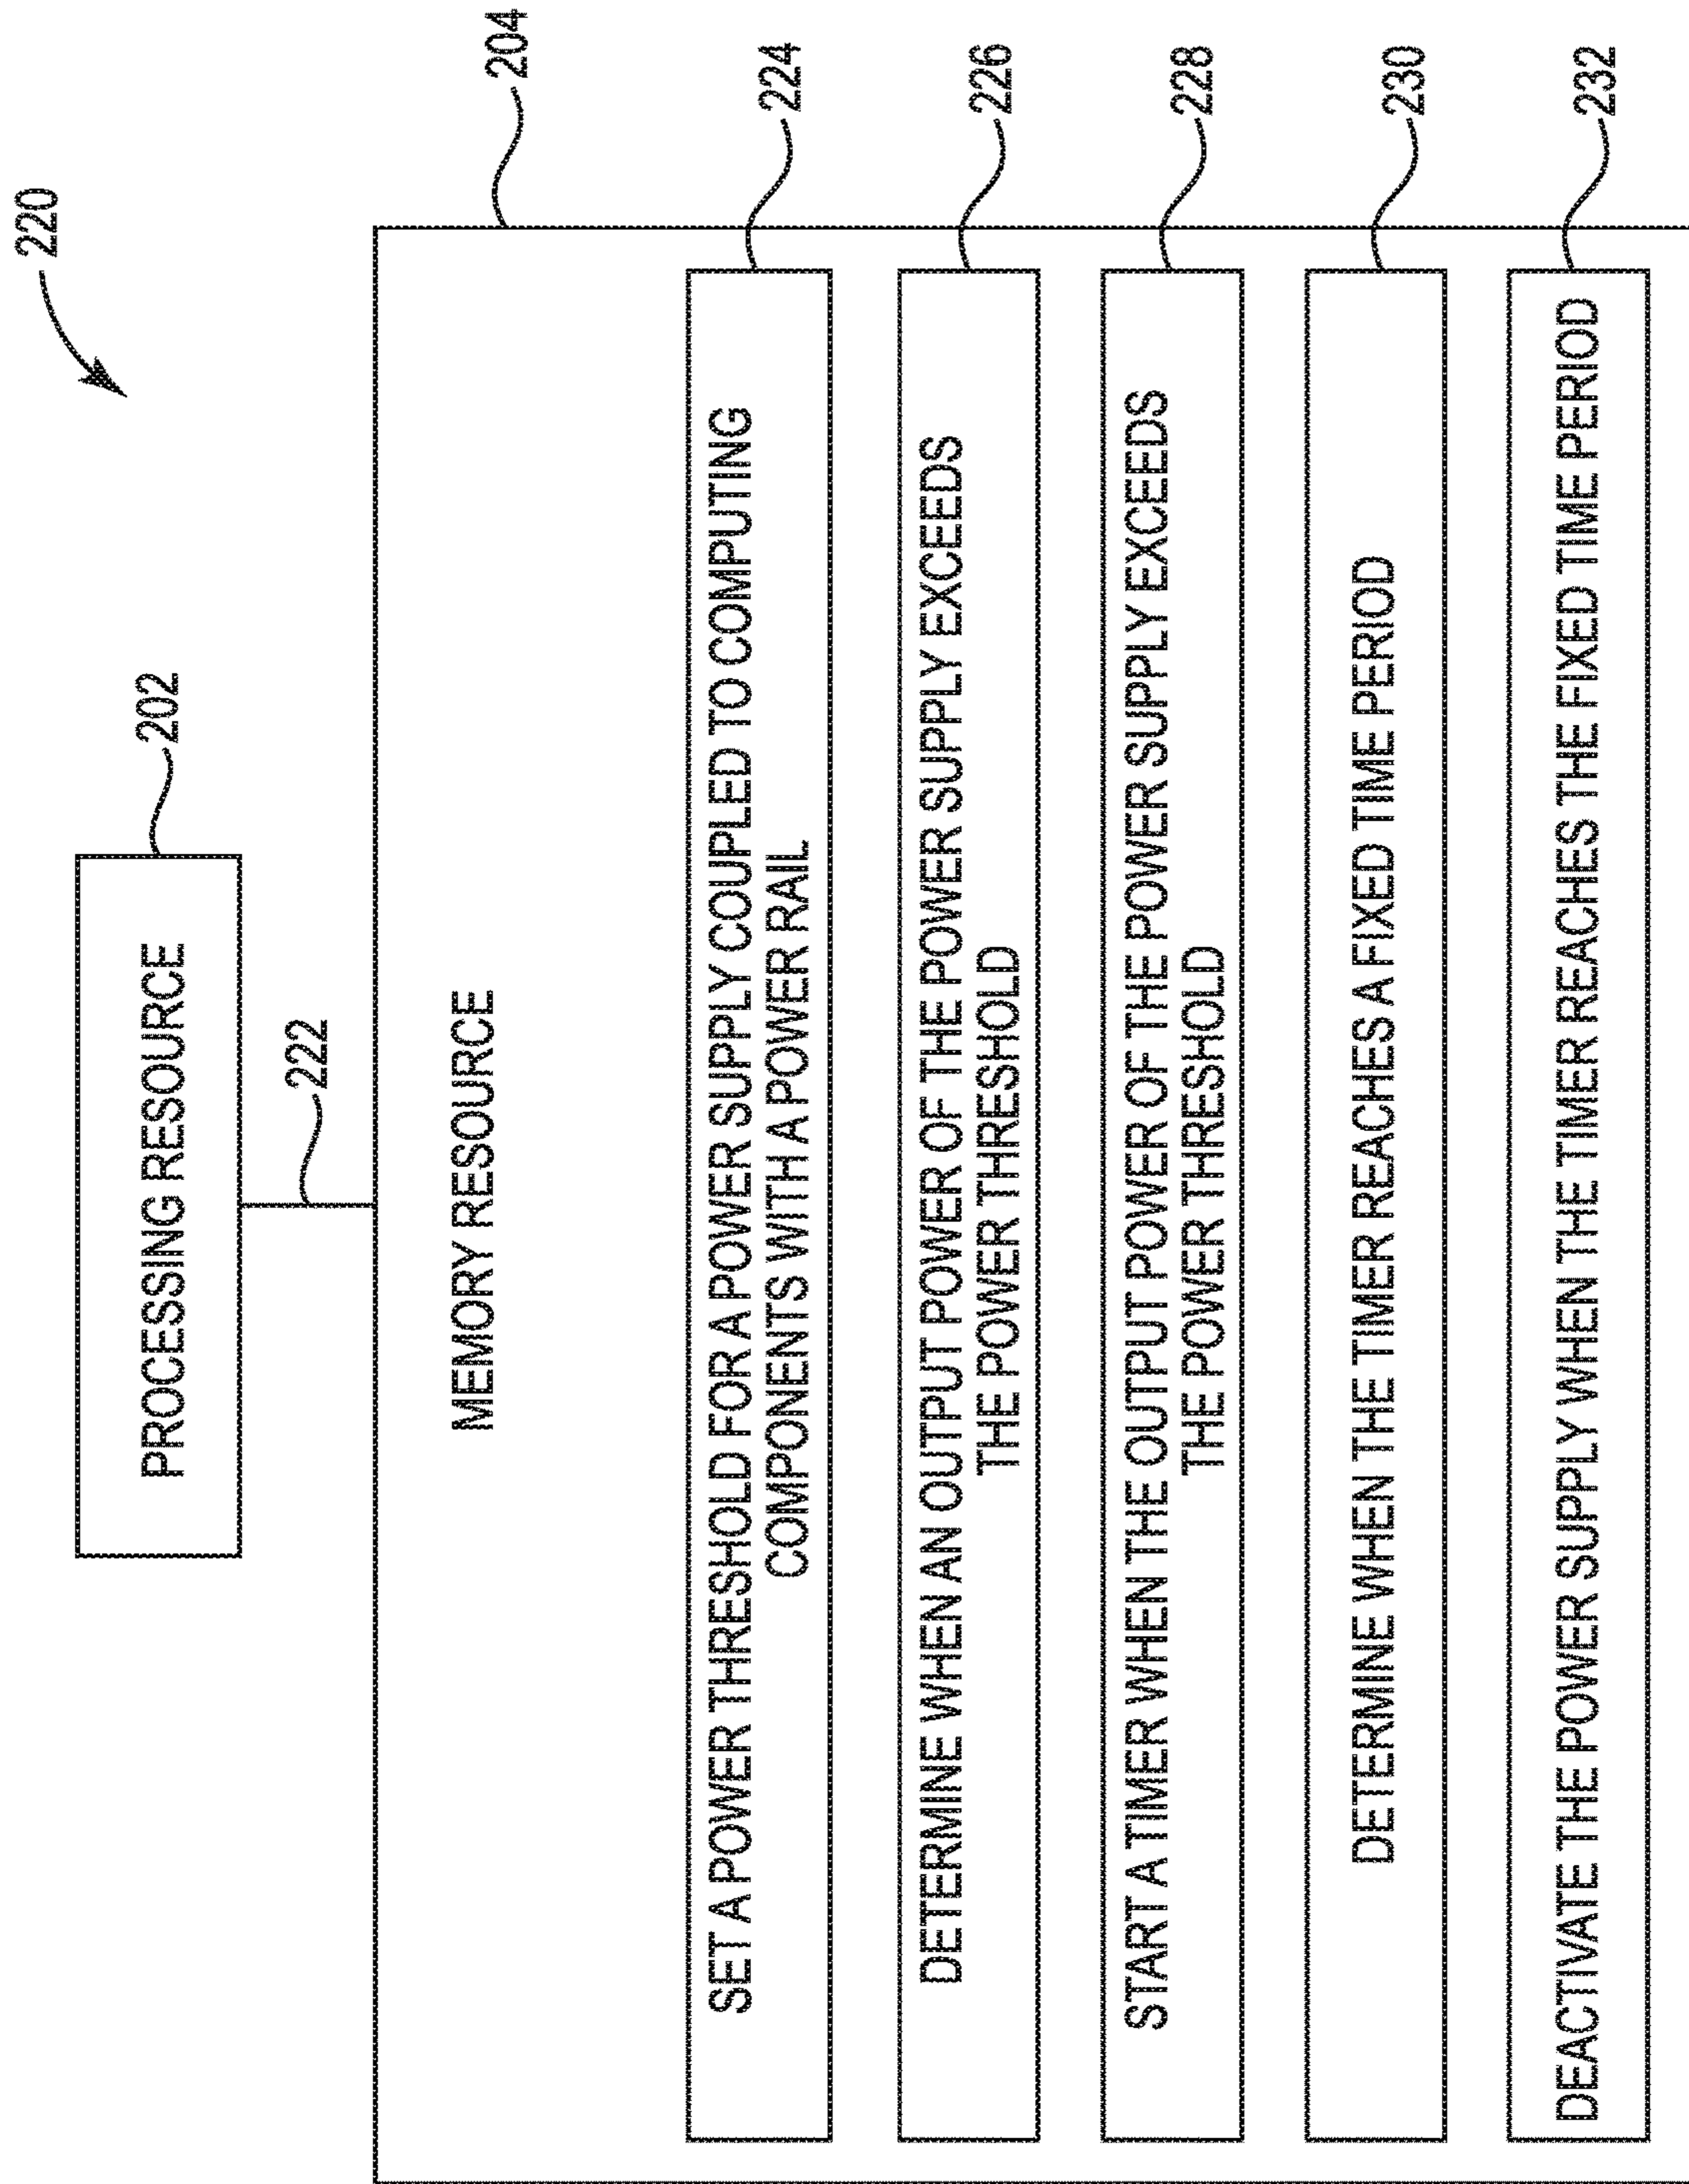 220
PROCESSING RESOURCE
202
222
MEMORY RESOURCE
204
SET A POWER THRESHOLD FOR A POWER SUPPLY COUPLED TO COMPUTING
COMPONENTS WITH A POWER RAIL
224
DETERMINE WHEN AN OUTPUT POWER OF THE POWER SUPPLY EXCEEDS
THE POWER THRESHOLD
226
START A TIMER WHEN THE OUTPUT POWER OF THE POWER SUPPLY EXCEEDS
THE POWER THRESHOLD
228
DETERMINE WHEN THE TIMER REACHES A FIXED TIME PERIOD
230
DEACTIVATE THE POWER SUPPLY WHEN THE TIMER REACHES THE FIXED TIME PERIOD
232